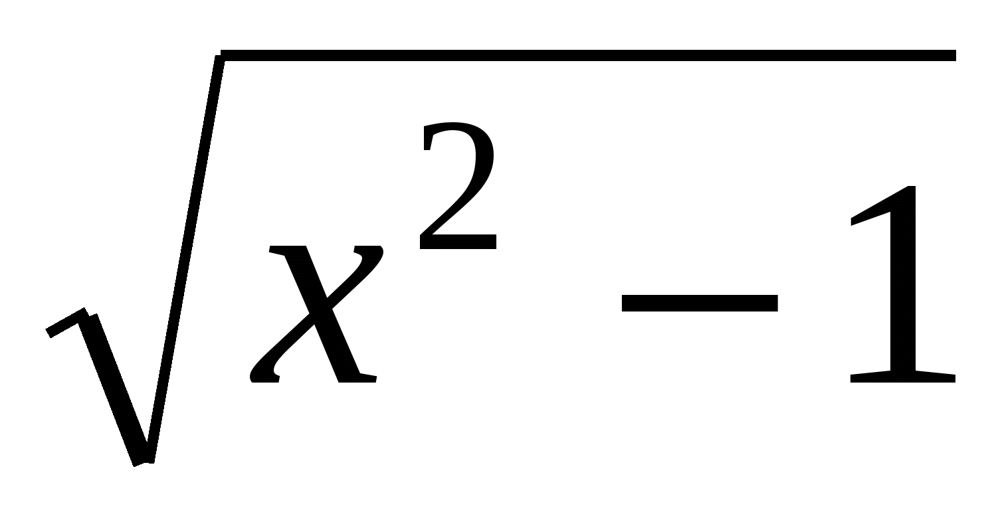 √(x² − 1)